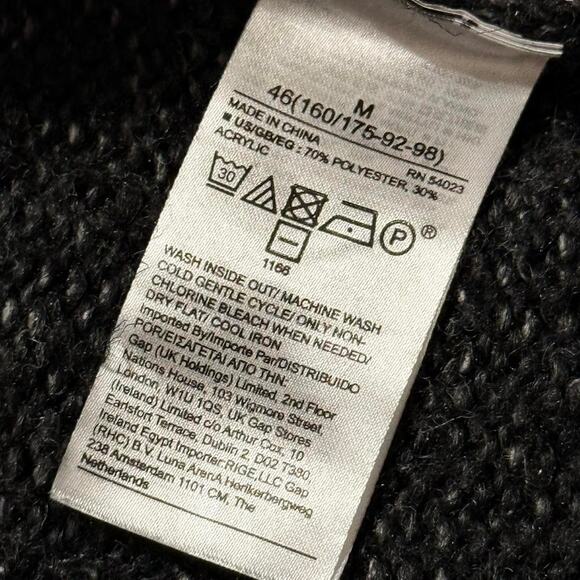 M
46(160/175-92-98)
MADE IN CHINA
RN 54023
■ US/GB/EG : 70% POLYESTER, 30%
ACRYLIC
30
P ®
1166
WASH INSIDE OUT/ MACHINE WASH
COLD GENTLE CYCLE/ ONLY NON-
CHLORINE BLEACH WHEN NEEDED/
DRY FLAT/ COOL IRON
Imported By/Importe Par/DISTRIBUIDO
POR/ΕΙΣΑΓΕΤΑΙ ΑΠΟ ΤΗΝ:
Gap (UK Holdings) Limited, 2nd Floor
Nations House, 103 Wigmore Street,
London, W1U 1QS, UK Gap Stores
(Ireland) Limited c/o Arthur Cox, 10
Earlsfort Terrace, Dublin 2, D02 T380,
Ireland Egypt Importer:RIGE,LLC Gap
(RHC) B.V. Luna ArenA Herikerbergweg
238 Amsterdam 1101 CM, The
Netherlands